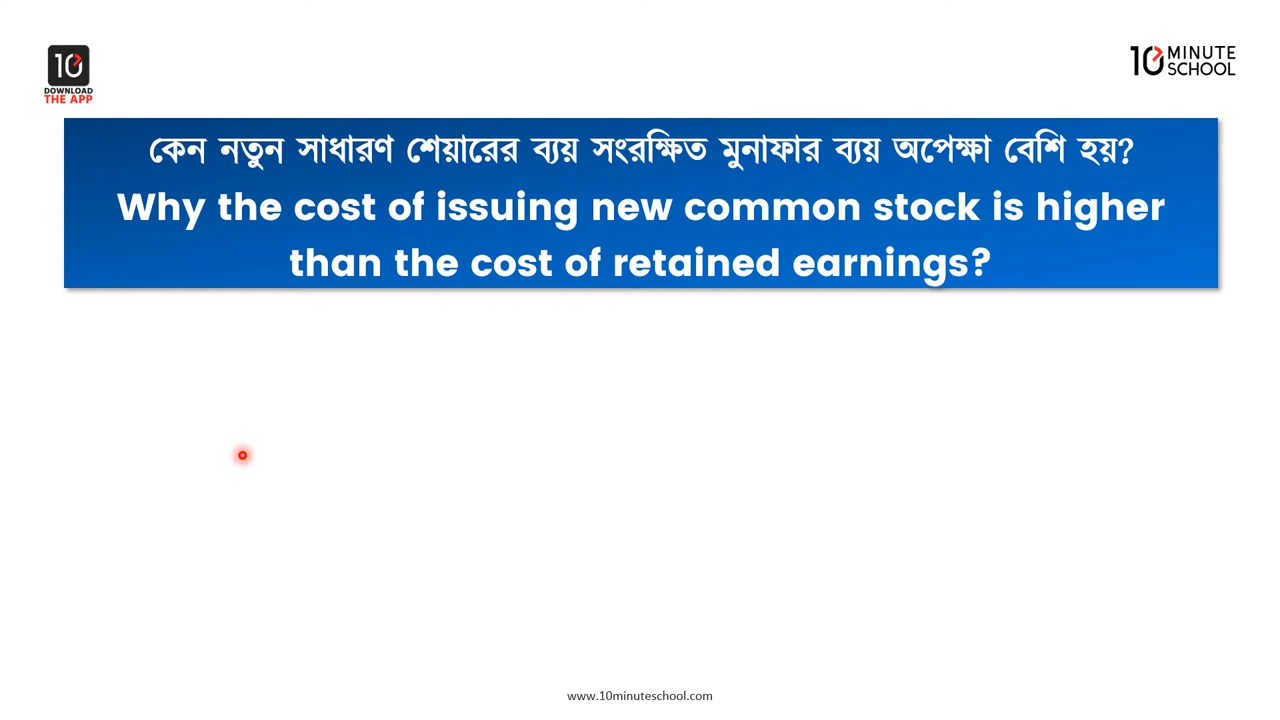 10
DOWNLOAD
THE APP
10 MINUTE
SCHOOL
কেন নতুন সাধারণ শেয়ারের ব্যয় সংরক্ষিত মুনাফার ব্যয় অপেক্ষা বেশি হয়?
Why the cost of issuing new common stock is higher
than the cost of retained earnings?
www.10minuteschool.com